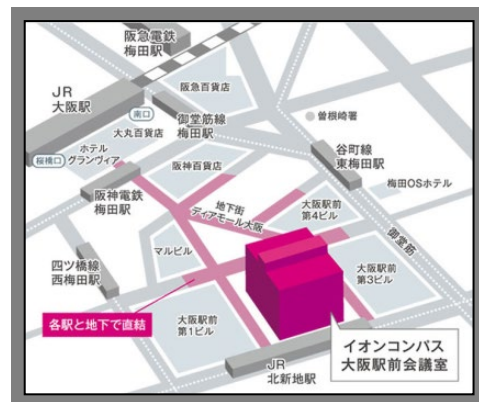 阪急電鉄
梅田駅
阪急百貨店
JR
大阪駅
南口
御堂筋線
梅田駅
曽根崎署
大丸百貨店
谷町線
東梅田駅
ホテル
グランヴィア
桜橋口
阪神百貨店
梅田OSホテル
阪神電鉄
梅田駅
地下街
ディアモール大阪
大阪駅前
第4ビル
御堂筋
マルビル
四ツ橋線
西梅田駅
大阪駅前
第3ビル
各駅と地下で直結
大阪駅前
第1ビル
イオンコンパス
大阪駅前会議室
JR
北新地駅